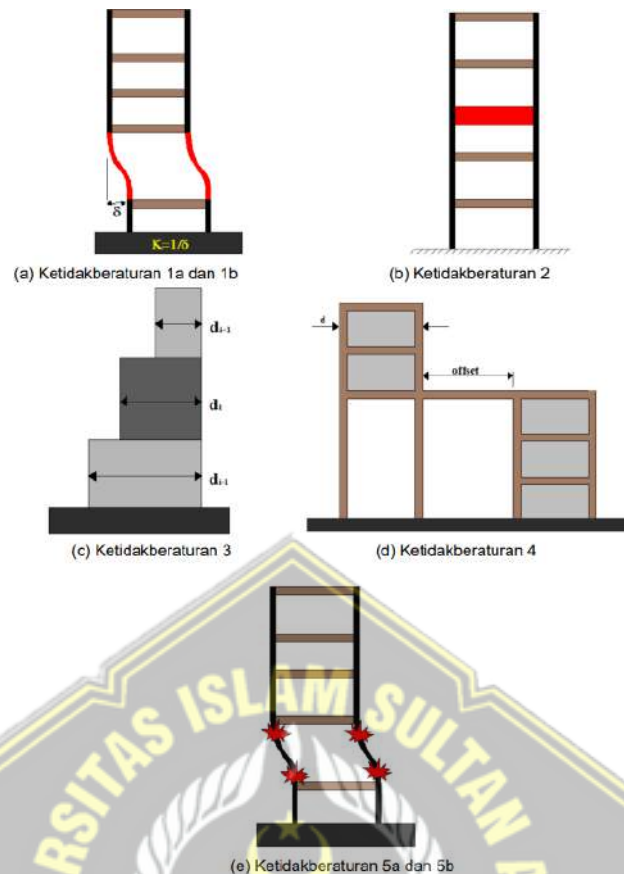 δ
K=1/δ
(a) Ketidakberaturan 1a dan 1b
(b) Ketidakberaturan 2
di-1
di
di-1
(c) Ketidakberaturan 3
d
offset
(d) Ketidakberaturan 4
(e) Ketidakberaturan 5a dan 5b
ISLAM SULTAN